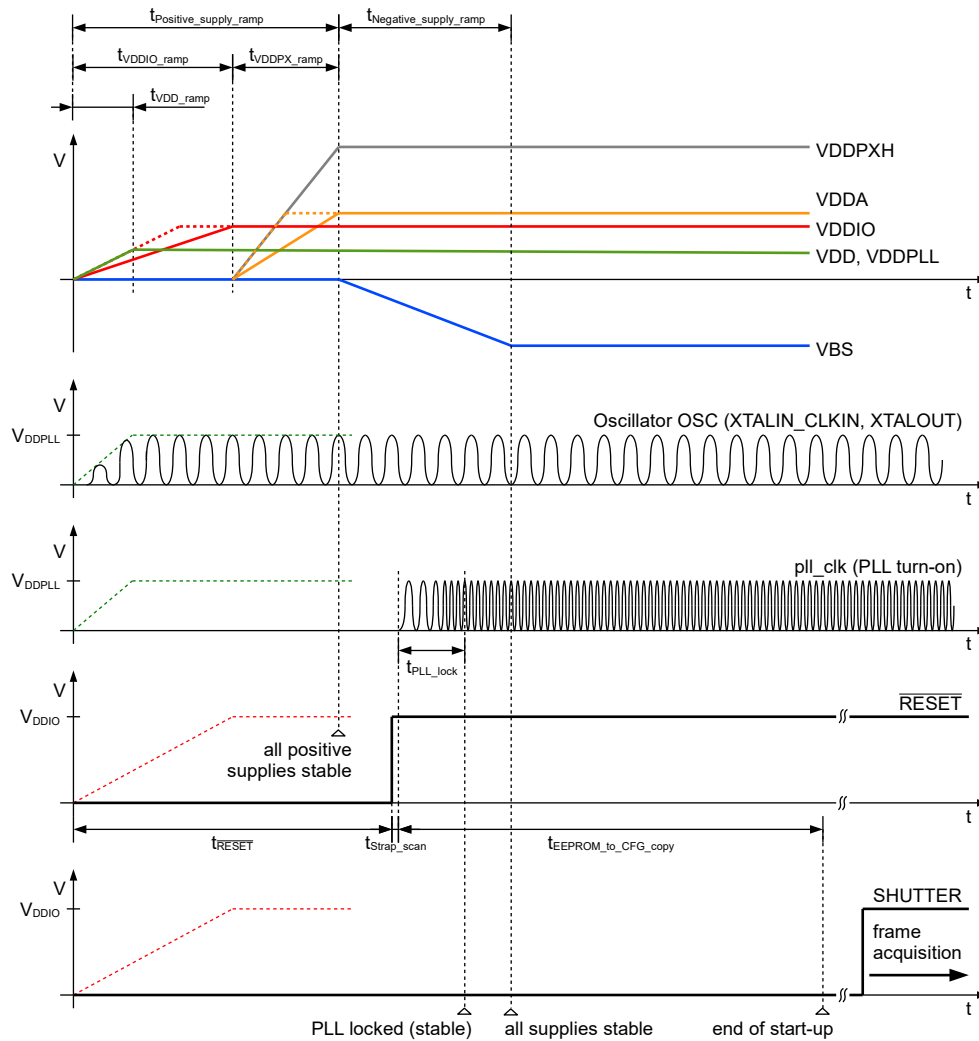 tPositive_supply_ramp
tNegative_supply_ramp
tVDDIO_ramp
tVDDPX_ramp
tVDD_ramp
V
VDDPXH
VDDA
VDDIO
VDD, VDDPLL
t
VBS
V
Oscillator OSC (XTALIN_CLKIN, XTALOUT)
VDDPLL
t
V
pll_clk (PLL turn-on)
VDDPLL
t
tPLL_lock
V
RESET
VDDIO
all positive
supplies stable
t
tRESET
tStrap_scan
tEEPROM_to_CFG_copy
V
SHUTTER
VDDIO
frame
acquisition
t
PLL locked (stable)
all supplies stable
end of start-up